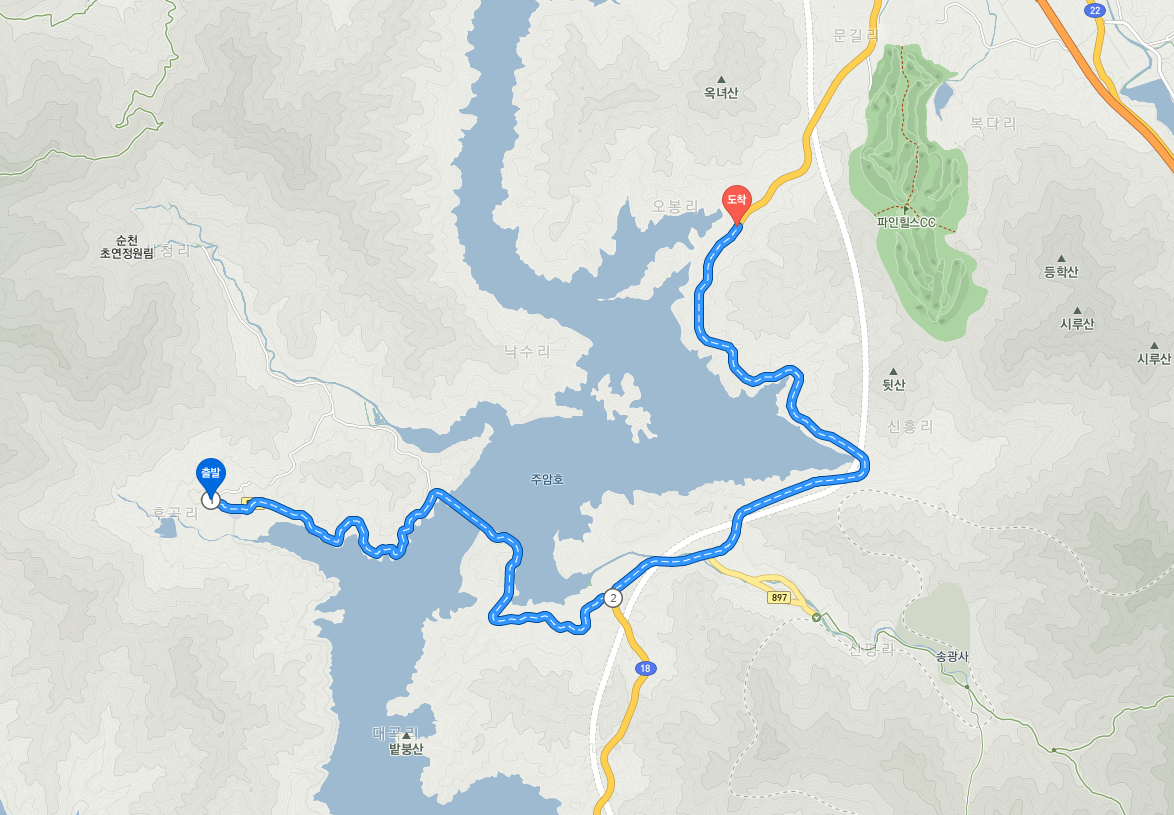 22
문길리
옥녀산
복다리
도착
오봉리
파인힐스CC
순천
초연정원림
등학산
시루산
낙수리
시루산
뒷산
신흥리
출발
주암호
1
후곡리
2
897
18
신평리
송광사
대곡리
밭봉산